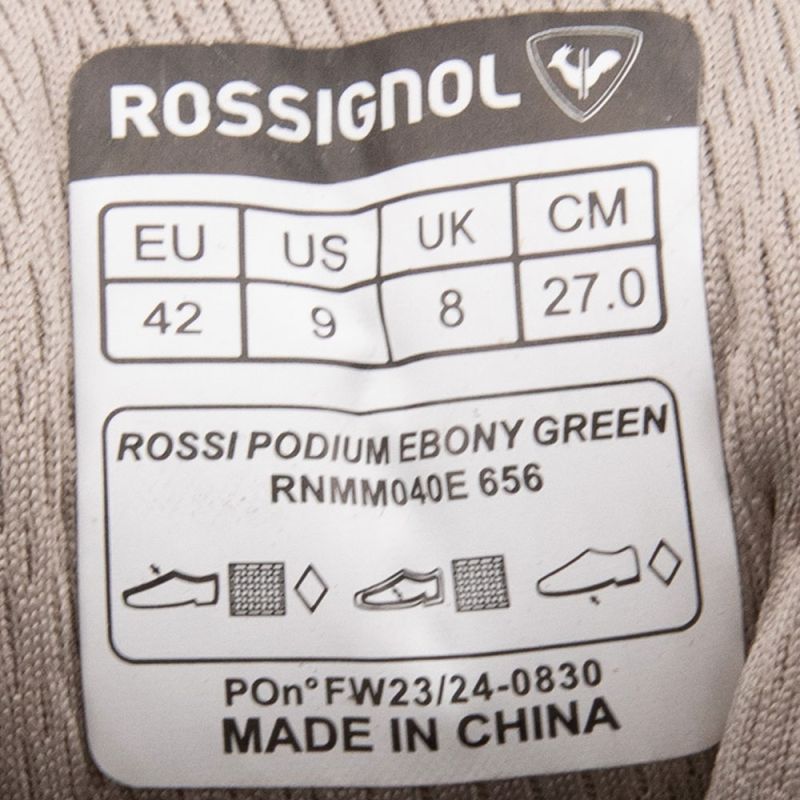 ROSSIGNOL
EU US UK CM
42 9 8 27.0
ROSSI PODIUM EBONY GREEN
RNMM040E 656
POn°FW23/24-0830
MADE IN CHINA